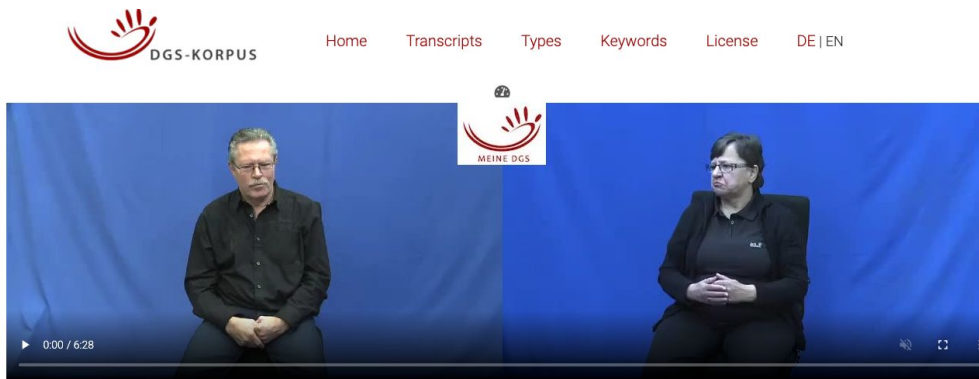 DGS-KORPUS
Home Transcripts Types Keywords License DE | EN
MEINE DGS
0:00 / 6:28